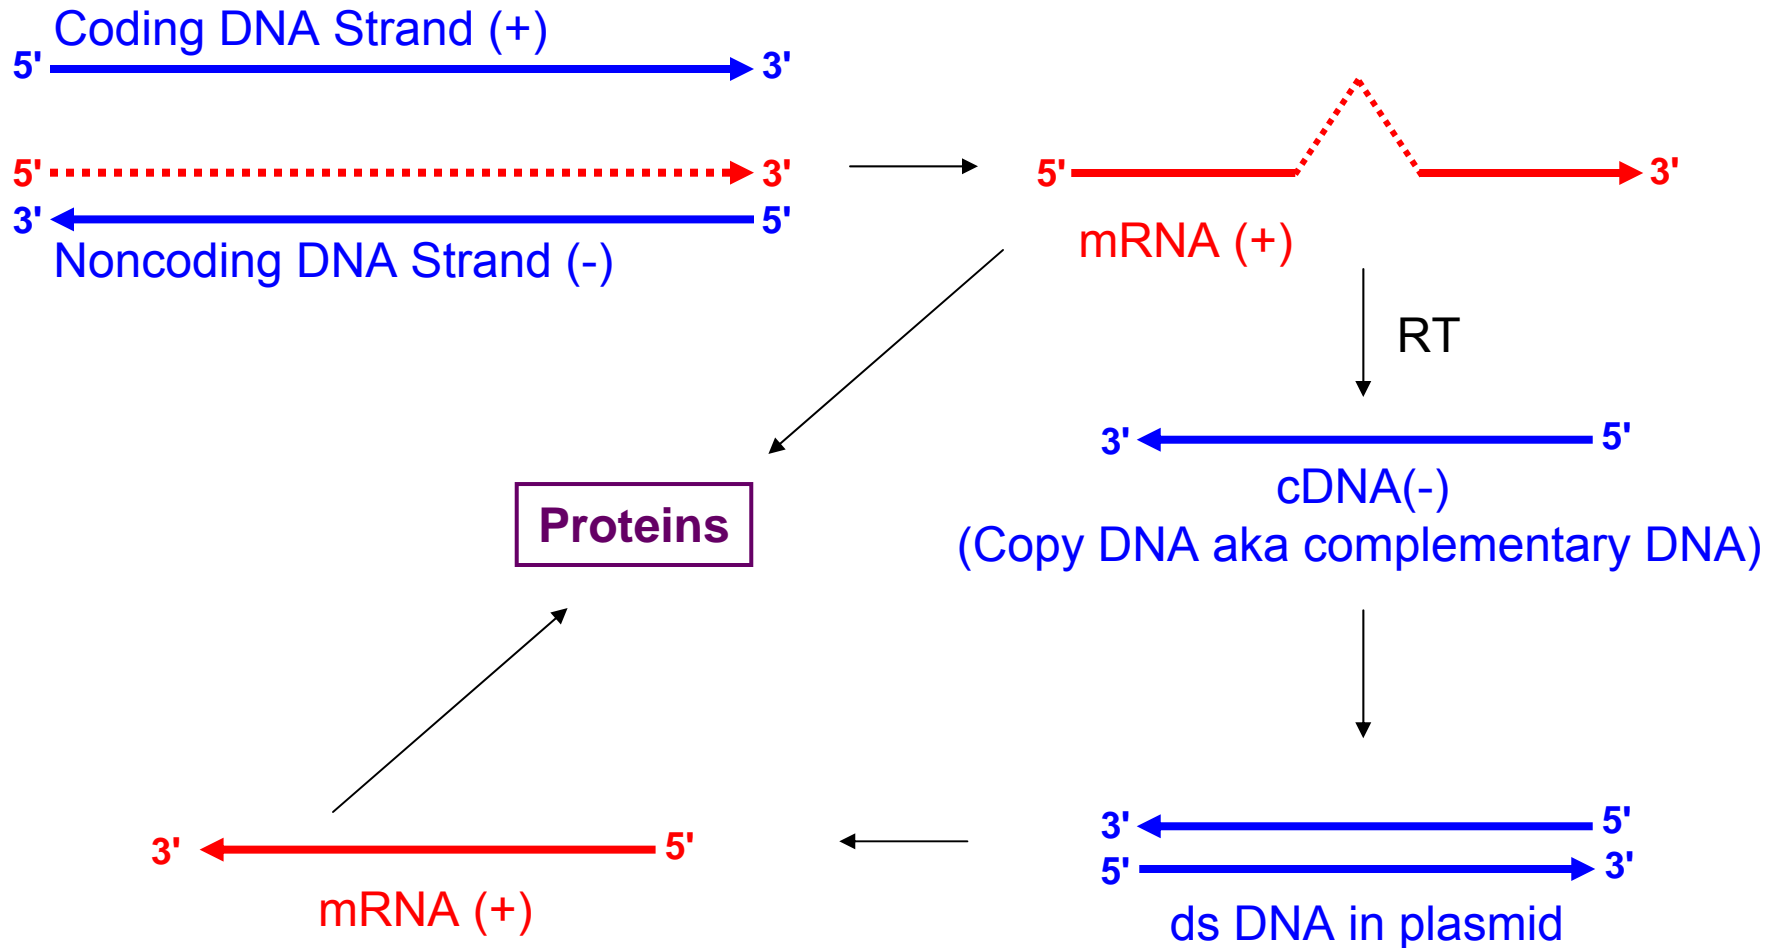 Coding DNA Strand (+)
5' 3'
5' 3'
3' 5'
Noncoding DNA Strand (-)
5' 3'
mRNA (+)
RT
3' 5'
cDNA(-)
(Copy DNA aka complementary DNA)
Proteins
3' 5'
5' 3'
ds DNA in plasmid
3' 5'
mRNA (+)